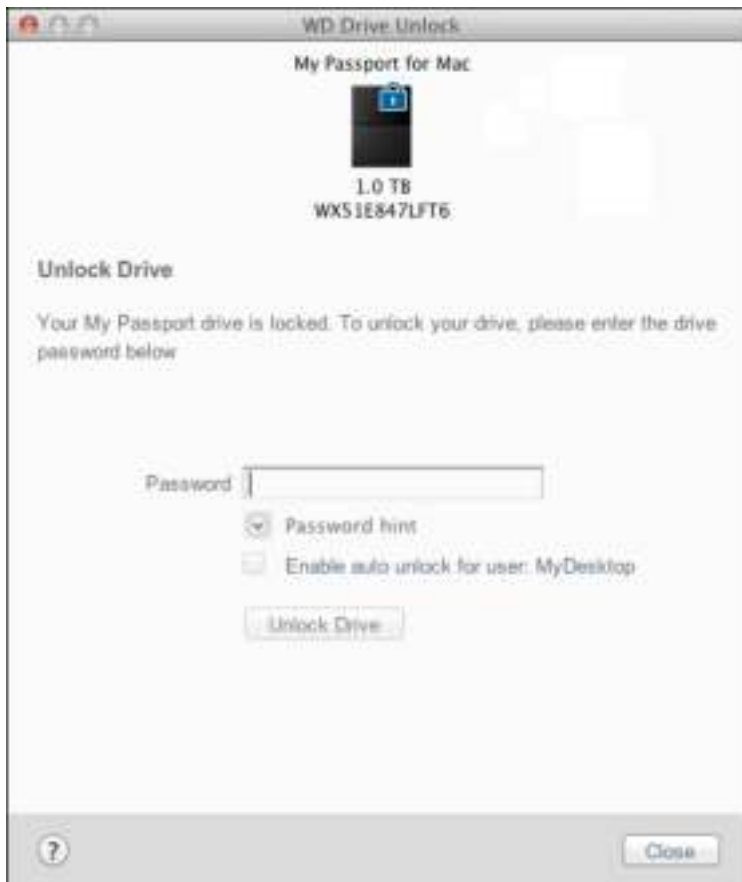 WD Drive Unlock
My Passport for Mac
1.0 TB
WX51E847LFT6
Unlock Drive
Your My Passport drive is locked. To unlock your drive, please enter the drive
password below
Password
Password hint
Enable auto unlock for user: MyDesktop
Unlock Drive
?
Close